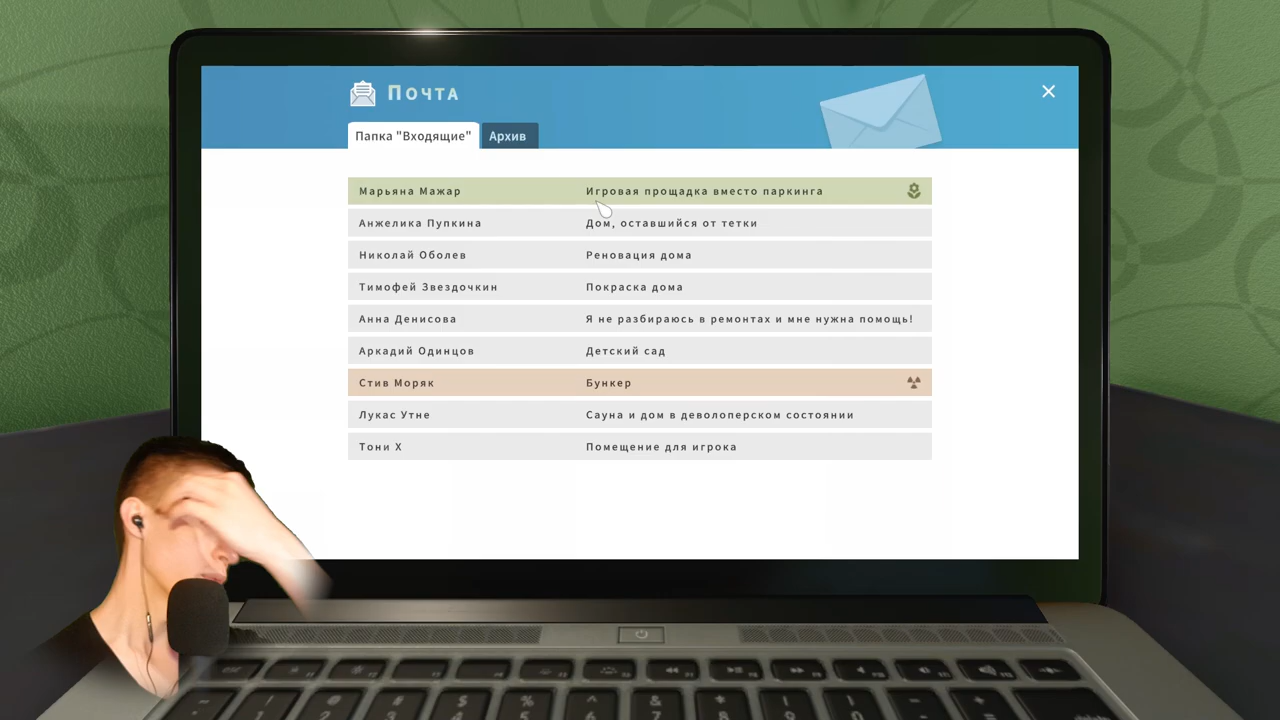 Почта
Папка "Входящие" Архив
Марьяна Мажар Игровая прощадка вместо паркинга
Анжелика Пупкина Дом, оставшийся от тетки
Николай Оболев Реновация дома
Тимофей Звездочкин Покраска дома
Анна Денисова Я не разбираюсь в ремонтах и мне нужна помощь!
Аркадий Одинцов Детский сад
Стив Моряк Бункер
Лукас Утне Сауна и дом в деволоперском состоянии
Тони Х Помещение для игрока